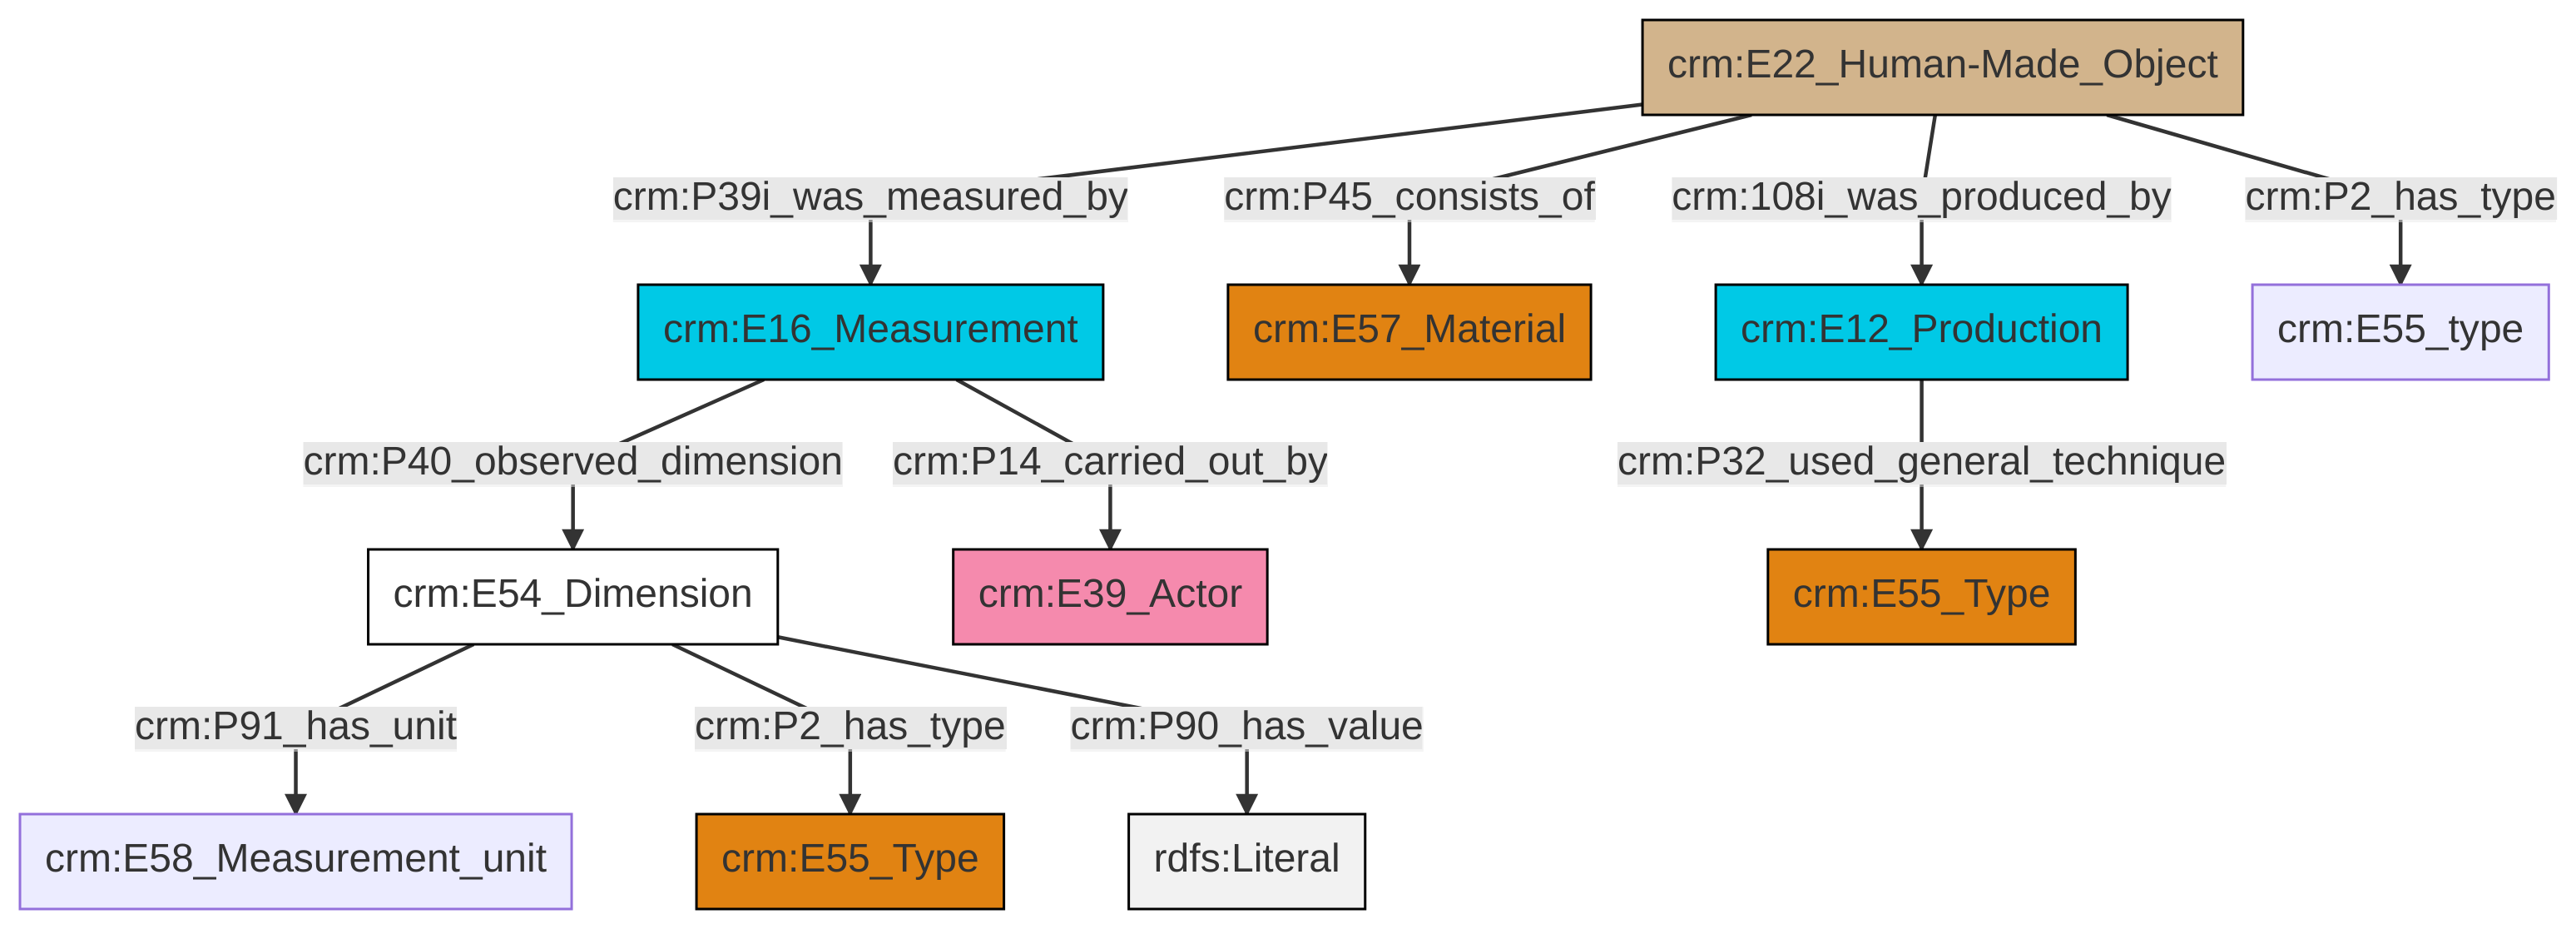 crm:E22_Human-Made_Object
crm:P39i_was_measured_by
crm:P45_consists_of
crm:108i_was_produced_by
crm:P2_has_type
crm:E16_Measurement
crm:E57_Material
crm:E12_Production
crm:E55_type
crm:P40_observed_dimension
crm:P14_carried_out_by
crm:P32_used_general_technique
crm:E54_Dimension
crm:E39_Actor
crm:E55_Type
crm:P91_has_unit
crm:P2_has_type
crm:P90_has_value
crm:E58_Measurement_unit
crm:E55_Type
rdfs:Literal